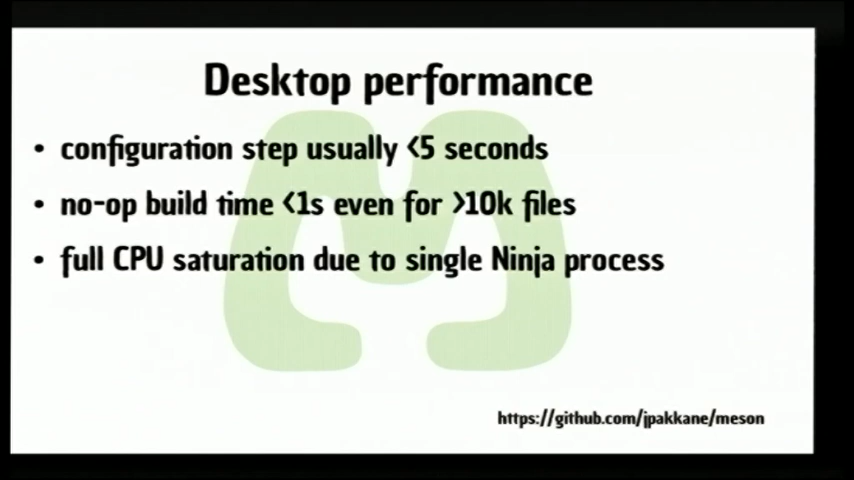 Desktop performance
• configuration step usually <5 seconds
• no-op build time <1s even for >10k files
• full CPU saturation due to single Ninja process
https://github.com/jpakkane/meson